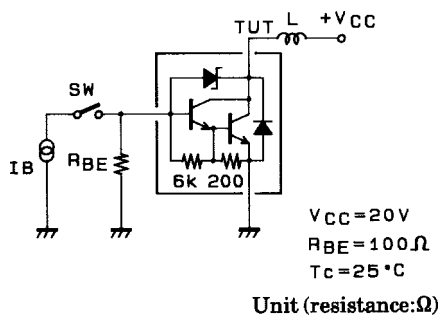 TUT L +VCC
SW
IB
RBE
6k 200
VCC=20V
RBE=100Ω
Tc=25°C
Unit (resistance:Ω)